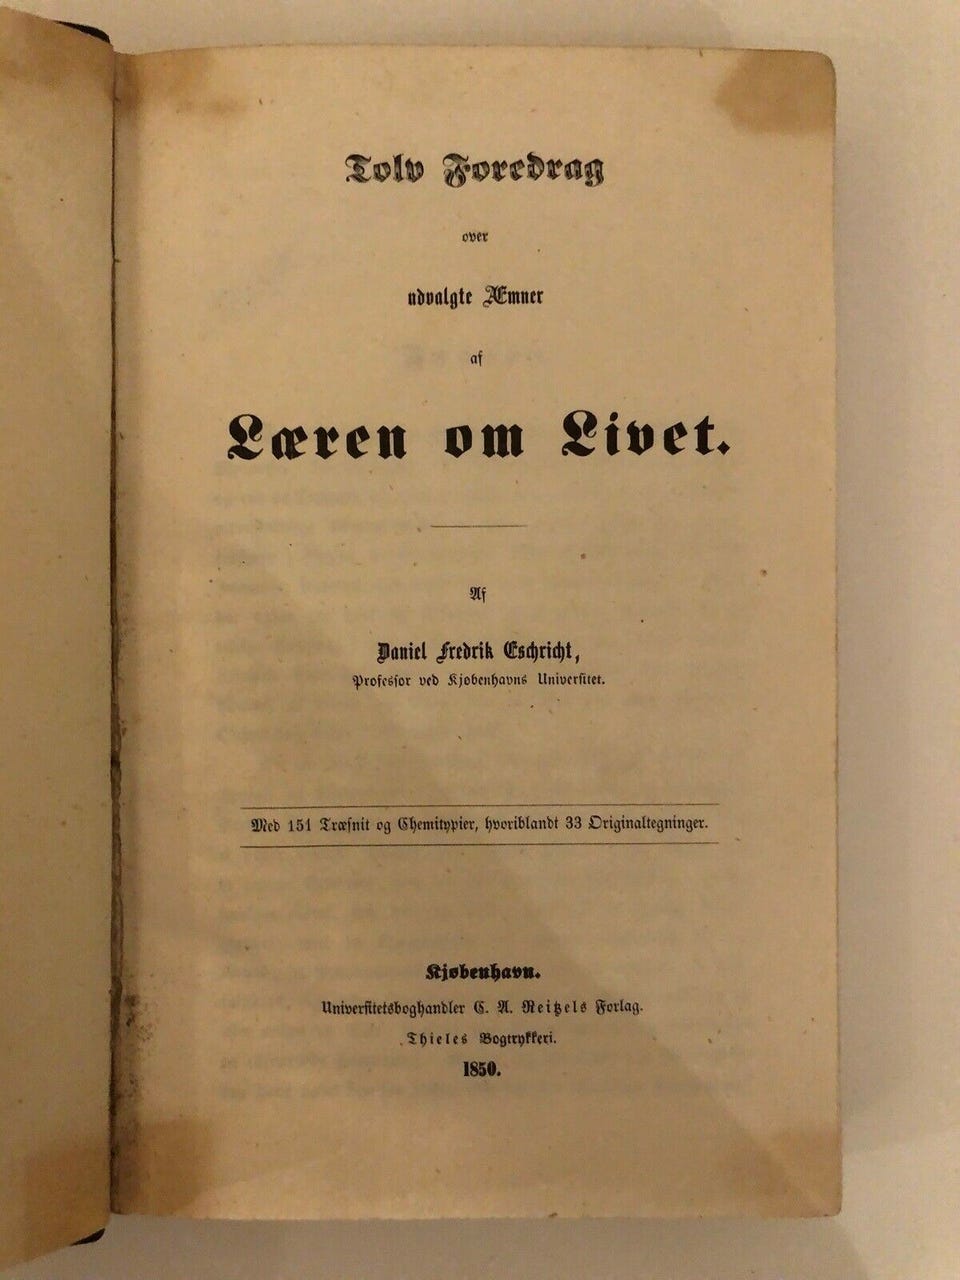 Tolv Foredrag
over
udvalgte Æmner
af
Læren om Livet.
Af
Daniel Fredrik Eschricht,
Professor ved Kjøbenhavns Universitet.
Med 151 Træsnit og Chemitypier, hvoriblandt 33 Originaltegninger.
Kjøbenhavn.
Universitetsboghandler C. A. Reitzels Forlag.
Thieles Bogtrykkeri.
1850.